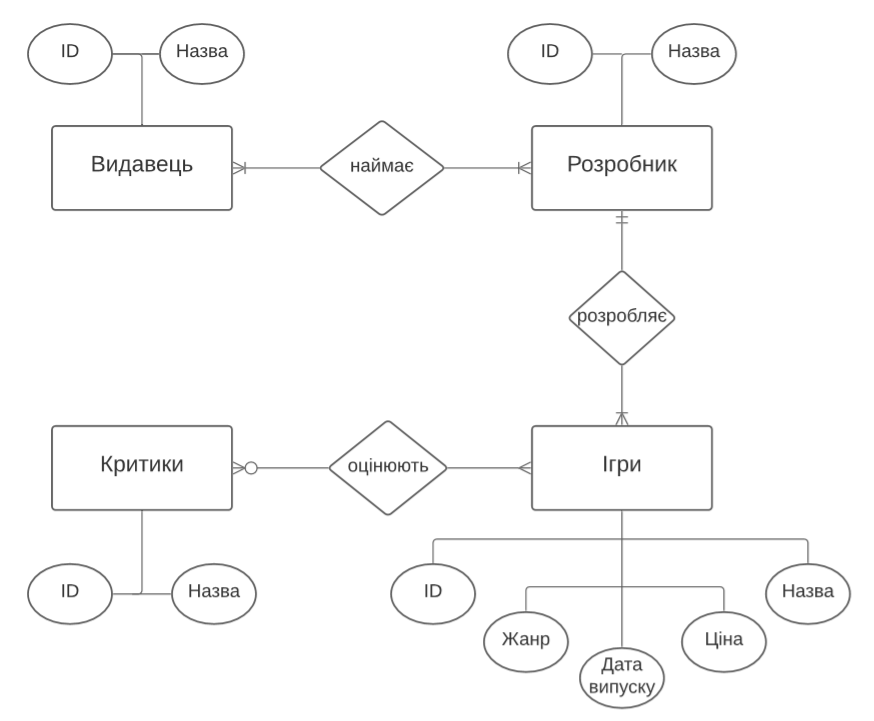 ID
Назва
ID
Назва
Видавець
наймає
Розробник
розробляє
Критики
оцінюють
Ігри
ID
Назва
ID
Назва
Жанр
Ціна
Дата
випуску